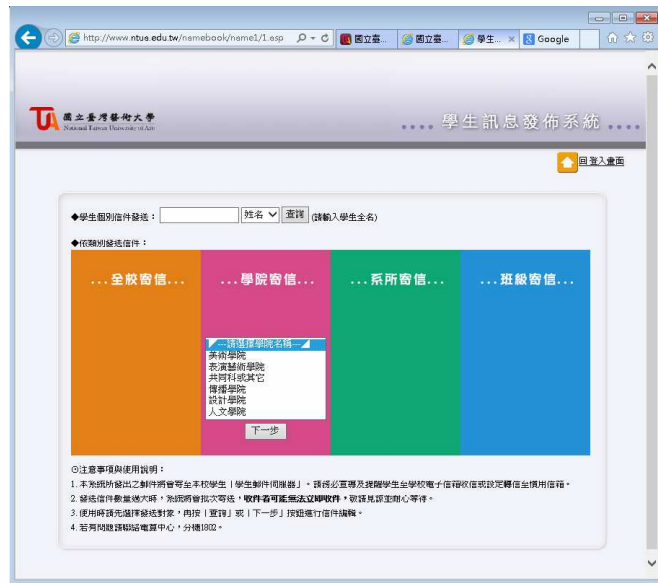 http://www.ntua.edu.tw/namebook/name1/1.asp
國立臺...
國立臺...
學生...
Google
國立臺灣藝術大學
National Taiwan University of Arts
.... 學生訊息發佈系統 ....
回登入畫面
◆學生個別信件發送：
姓名
查詢
(請輸入學生全名)
◆依類別發送信件：
...全校寄信...
...學院寄信...
...系所寄信...
...班級寄信...
◤---請選擇學院名稱---◢
美術學院
表演藝術學院
共同科或其它
傳播學院
設計學院
人文學院
下一步
⊙注意事項與使用說明：
1. 本系統所發出之郵件將會寄至本校學生｜學生郵件伺服器」。請務必宣導及提醒學生至學校電子信箱收信或設定轉信至慣用信箱。
2. 發送信件數量過大時，系統將會批次寄送，收件者可能無法立即收件，敬請見諒並耐心等待。
3. 使用時請先選擇發送對象，再按｜查詢」或｜下一步」按鈕進行信件編輯。
4. 若有問題請聯絡電算中心，分機1802。